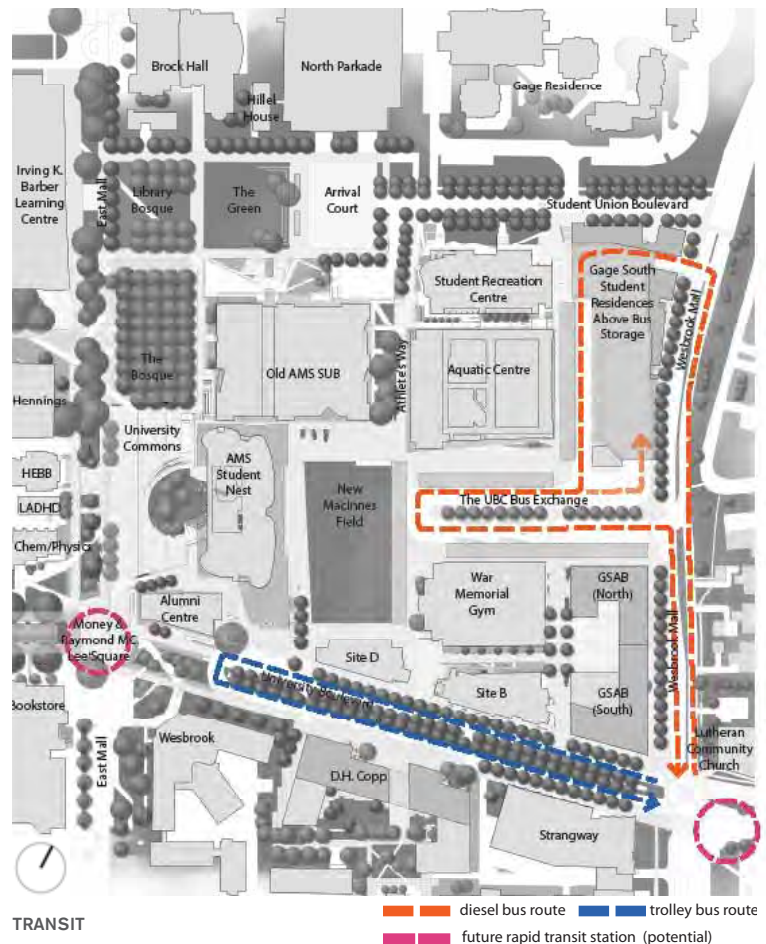 Brock Hall
North Parkade
Gage Residence
Hillel
House
Irving K.
Barber
Learning
Centre
East Mall
Library
Bosque
The
Green
Arrival
Court
Student Union Boulevard
Student Recreation
Centre
Gage South
Student
Residences
Above Bus
Storage
Wesbrook Mall
The
Bosque
Old AMS SUB
Athlete's Way
Aquatic Centre
Hennings
University
Commons
AMS
Student
Nest
HEBB
LADHD
Chem/Physics
New
MacInnes
Field
The UBC Bus Exchange
War
Memorial
Gym
GSAB
(North)
Alumni
Centre
Money &
Raymond M.C.
Lee Square
Site D
Wesbrook Mall
University Boulevard
Site B
GSAB
(South)
Bookstore
Wesbrook
East Mall
D.H. Copp
Lutheran
Community
Church
Strangway
TRANSIT
diesel bus route
trolley bus route
future rapid transit station (potential)